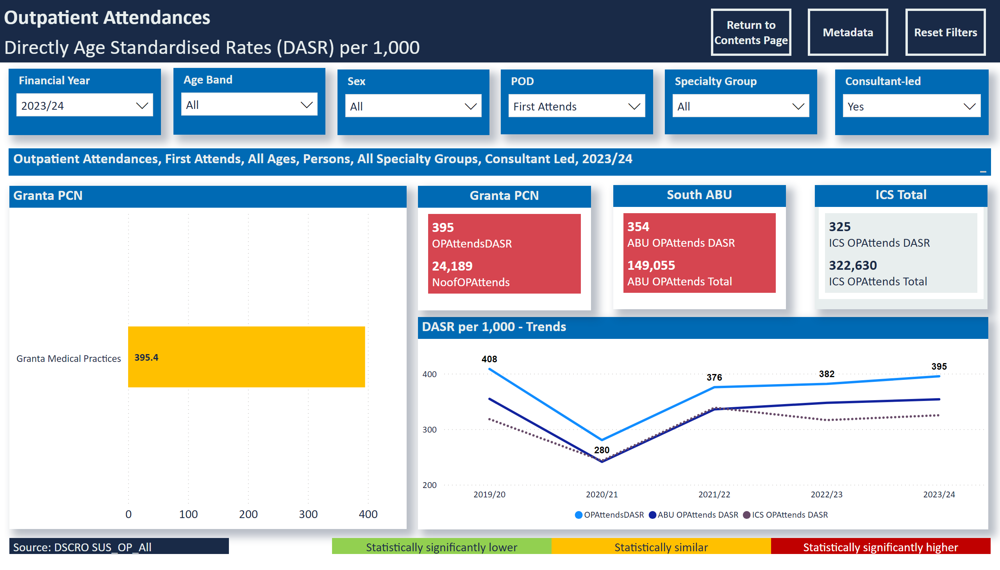 Outpatient Attendances
Directly Age Standardised Rates (DASR) per 1,000
Return to
Contents Page
Metadata
Reset Filters
Financial Year
2023/24
Age Band
All
Sex
All
POD
First Attends
Specialty Group
All
Consultant-led
Yes
Outpatient Attendances, First Attends, All Ages, Persons, All Specialty Groups, Consultant Led, 2023/24
Granta PCN
Granta Medical Practices
395.4
0 100 200 300 400
Granta PCN
395
OPAttendsDASR
24,189
NoofOPAttends
South ABU
354
ABU OPAttends DASR
149,055
ABU OPAttends Total
ICS Total
325
ICS OPAttends DASR
322,630
ICS OPAttends Total
DASR per 1,000 - Trends
408
280
376
382
395
400
300
200
2019/20 2020/21 2021/22 2022/23 2023/24
OPAttendsDASR ABU OPAttends DASR ICS OPAttends DASR
Source: DSCRO SUS_OP_All
Statistically significantly lower
Statistically similar
Statistically significantly higher